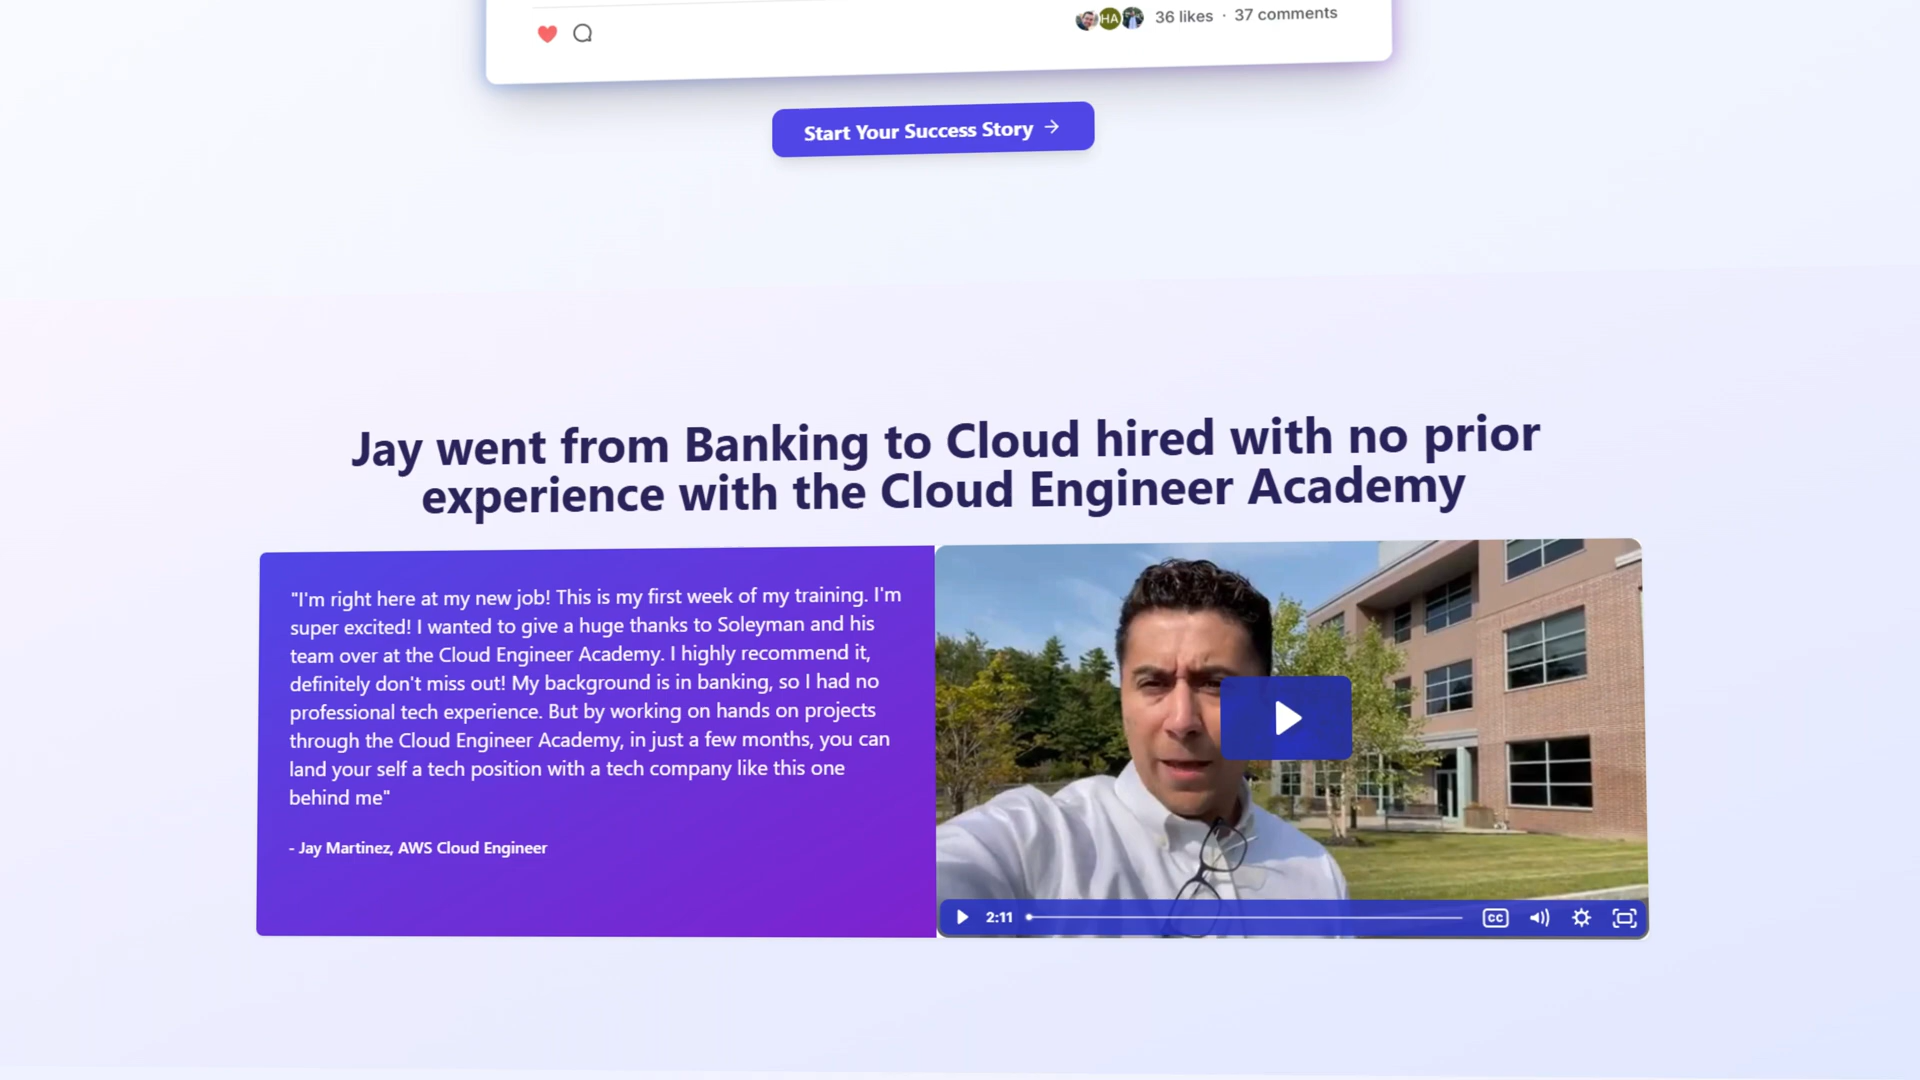 HA
36 likes · 37 comments
Start Your Success Story →
Jay went from Banking to Cloud hired with no prior
experience with the Cloud Engineer Academy
"I'm right here at my new job! This is my first week of my training. I'm
super excited! I wanted to give a huge thanks to Soleyman and his
team over at the Cloud Engineer Academy. I highly recommend it,
definitely don't miss out! My background is in banking, so I had no
professional tech experience. But by working on hands on projects
through the Cloud Engineer Academy, in just a few months, you can
land your self a tech position with a tech company like this one
behind me"
- Jay Martinez, AWS Cloud Engineer
2:11
CC